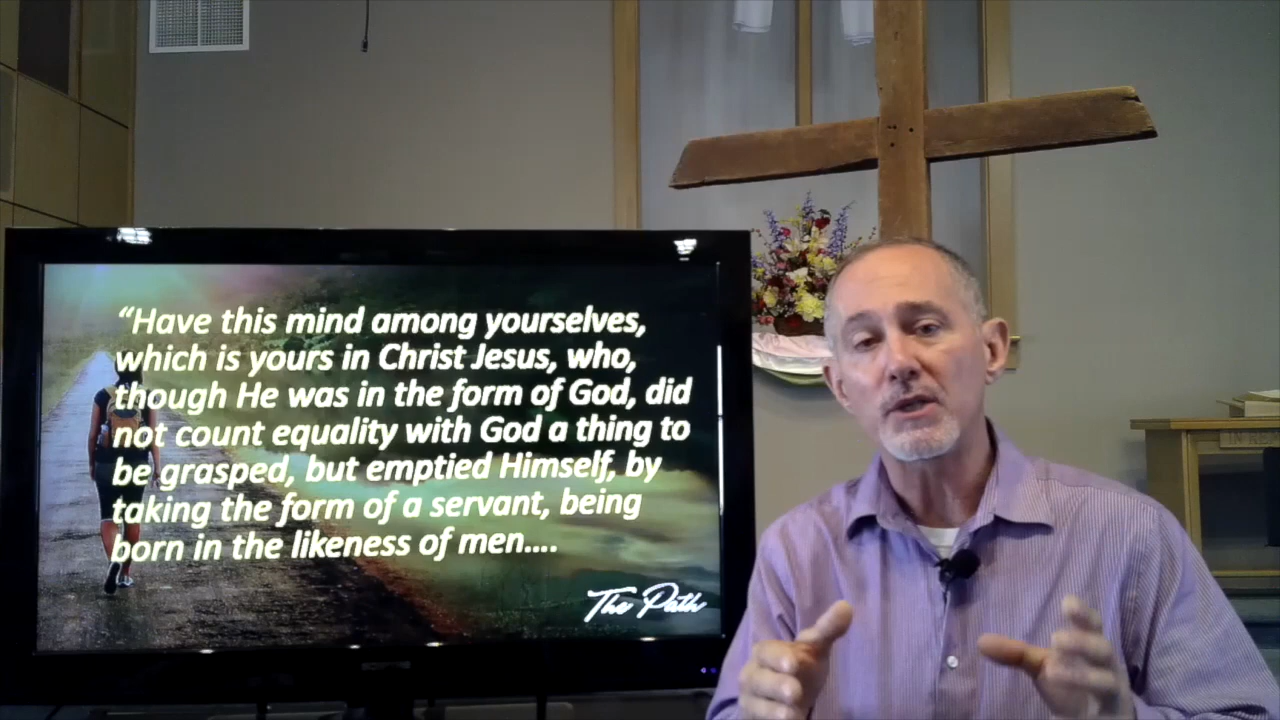 “Have this mind among yourselves,
which is yours in Christ Jesus, who,
though He was in the form of God, did
not count equality with God a thing to
be grasped, but emptied Himself, by
taking the form of a servant, being
born in the likeness of men....
The Path
IN RE